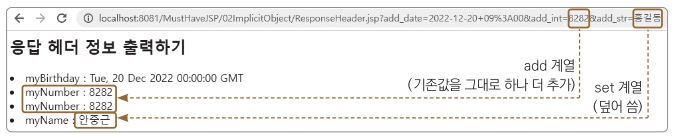 localhost:8081/MustHaveJSP/02ImplicitObject/ResponseHeader.jsp?add_date=2022-12-20+09%3A00&add_int=8282&add_str=홍길동
응답 헤더 정보 출력하기
add 계열
(기존값을 그대로 하나 더 추가)
set 계열
(덮어 씀)
• myBirthday : Tue, 20 Dec 2022 00:00:00 GMT
• myNumber : 8282
• myNumber : 8282
• myName : 안중근